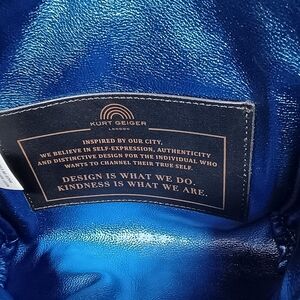 KURT GEIGER
LONDON
INSPIRED BY OUR CITY,
WE BELIEVE IN SELF-EXPRESSION, AUTHENTICITY
AND DISTINCTIVE DESIGN FOR THE INDIVIDUAL WHO
WANTS TO CHANNEL THEIR TRUE SELF.
DESIGN IS WHAT WE DO.
KINDNESS IS WHAT WE ARE.